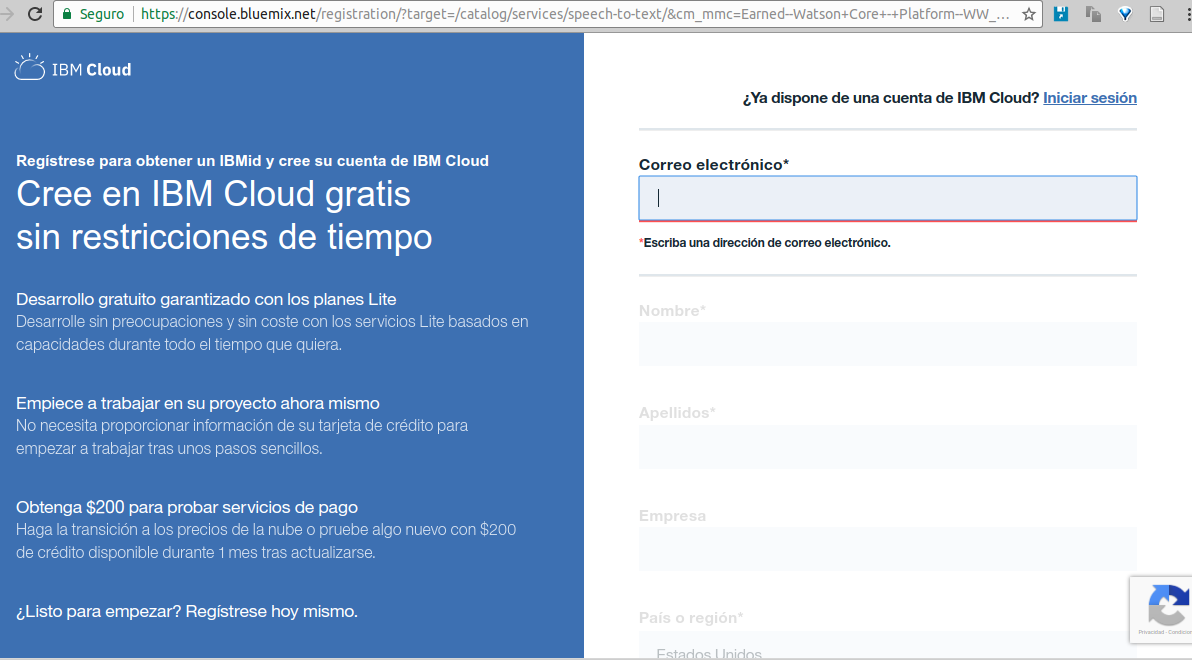 Seguro
https://console.bluemix.net/registration/?target=/catalog/services/speech-to-text/&cm_mmc=Earned-_-Watson+Core+-+Platform-_-WW_...
IBM Cloud
Regístrese para obtener un IBMid y cree su cuenta de IBM Cloud
Cree en IBM Cloud gratis
sin restricciones de tiempo
Desarrollo gratuito garantizado con los planes Lite
Desarrolle sin preocupaciones y sin coste con los servicios Lite basados en
capacidades durante todo el tiempo que quiera.
Empiece a trabajar en su proyecto ahora mismo
No necesita proporcionar información de su tarjeta de crédito para
empezar a trabajar tras unos pasos sencillos.
Obtenga $200 para probar servicios de pago
Haga la transición a los precios de la nube o pruebe algo nuevo con $200
de crédito disponible durante 1 mes tras actualizarse.
¿Listo para empezar? Regístrese hoy mismo.
¿Ya dispone de una cuenta de IBM Cloud? Iniciar sesión
Correo electrónico*
*Escriba una dirección de correo electrónico.
Nombre*
Apellidos*
Empresa
País o región*
Estados Unidos
Privacidad - Condicion